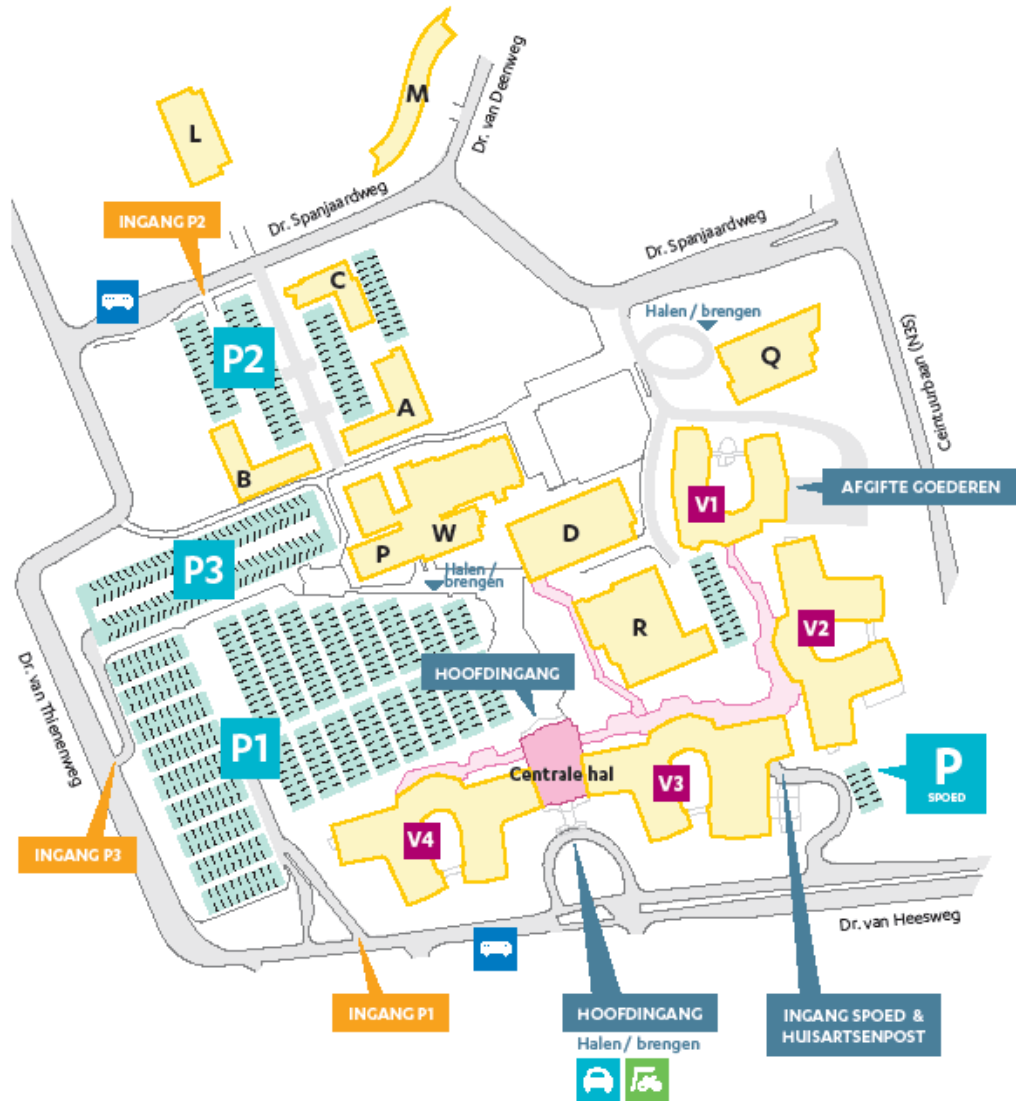 M
L
Dr. van Deenweg
INGANG P2
Dr. Spanjaardweg
Dr. Spanjaardweg
C
Halen / brengen
P2
Q
Ceintuurbaan (N35)
A
B
V1
AFGIFTE GOEDEREN
W
D
P
P3
Halen /
brengen
R
V2
Dr. van Thienenweg
HOOFDINGANG
P1
Centrale hal
V3
P
SPOED
V4
INGANG P3
Dr. van Heesweg
INGANG P1
HOOFDINGANG
Halen / brengen
INGANG SPOED &
HUISARTSENPOST